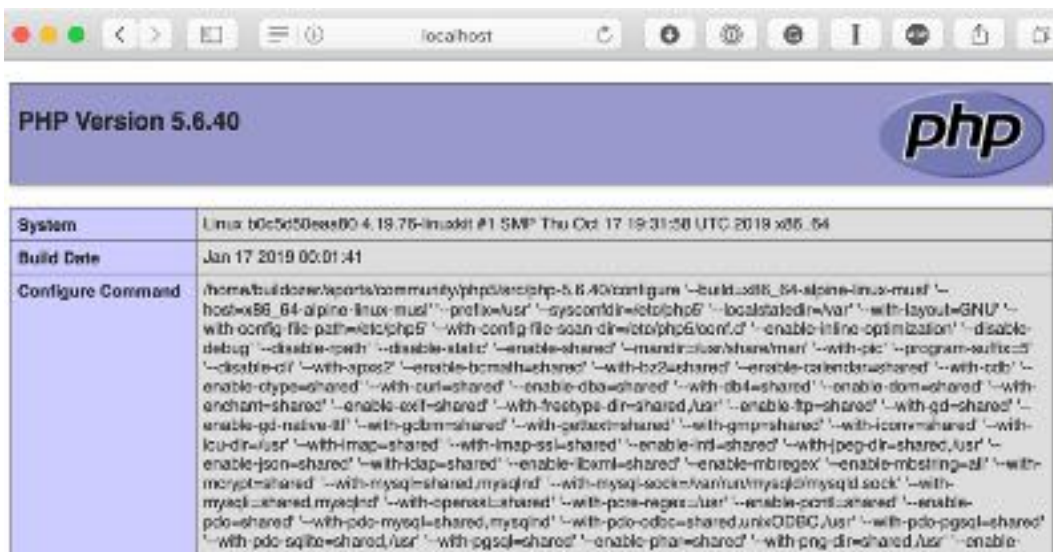 localhost
PHP Version 5.6.40
php
System Linux b0c5d50eaa80 4.19.76-linuxkit #1 SMP Thu Oct 17 19:31:58 UTC 2019 x86_64
Build Date Jan 17 2019 00:01:41
Configure Command /home/buildozer/aports/community/php5/src/php-5.6.40/configure '--build=x86_64-alpine-linux-musl' '--
host=x86_64-alpine-linux-musl' '--prefix=/usr' '--sysconfdir=/etc/php5' '--localstatedir=/var' '--with-layout=GNU' '--
with-config-file-path=/etc/php5' '--with-config-file-scan-dir=/etc/php5/conf.d' '--enable-inline-optimization' '--disable-
debug' '--disable-rpath' '--disable-static' '--enable-shared' '--mandir=/usr/share/man' '--with-pic' '--program-suffix=5'
'--disable-cli' '--with-apxs2' '--enable-bcmath=shared' '--with-bz2=shared' '--enable-calendar=shared' '--with-cdb' '--
enable-ctype=shared' '--with-curl=shared' '--enable-dba=shared' '--with-db4=shared' '--enable-dom=shared' '--with-
enchant=shared' '--enable-exif=shared' '--with-freetype-dir=shared,/usr' '--enable-ftp=shared' '--with-gd=shared' '--
enable-gd-native-ttf' '--with-gdbm=shared' '--with-gettext=shared' '--with-gmp=shared' '--with-iconv=shared' '--with-
icu-dir=/usr' '--with-imap=shared' '--with-imap-ssl=shared' '--enable-intl=shared' '--with-jpeg-dir=shared,/usr' '--
enable-json=shared' '--with-ldap=shared' '--enable-libxml=shared' '--enable-mbregex' '--enable-mbstring=all' '--with-
mcrypt=shared' '--with-mysql=shared,mysqlnd' '--with-mysql-sock=/var/run/mysqld/mysqld.sock' '--with-
mysqli=shared,mysqlnd' '--with-openssl=shared' '--with-pcre-regex=/usr' '--enable-pcntl=shared' '--enable-
pdo=shared' '--with-pdo-mysql=shared,mysqlnd' '--with-pdo-odbc=shared,unixODBC,/usr' '--with-pdo-pgsql=shared'
'--with-pdo-sqlite=shared,/usr' '--with-pgsql=shared' '--enable-phar=shared' '--with-png-dir=shared,/usr' '--enable-